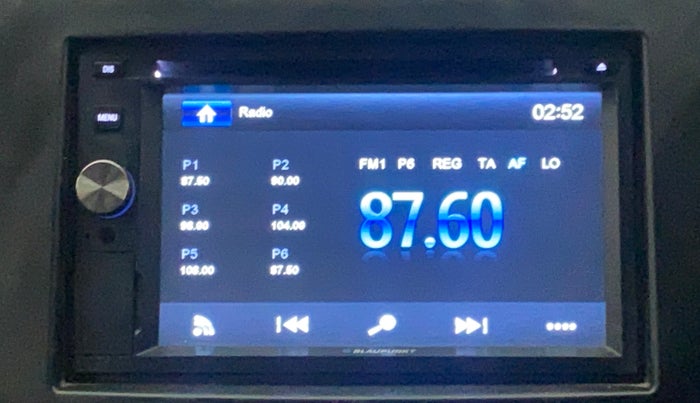 DIS
MENU
Radio
02:52
P1 P2
87.50 90.00
FM1 P6 REG TA AF LO
P3 P4
98.00 104.00
87.60
P5 P6
108.00 87.50
BLAUPUNKT